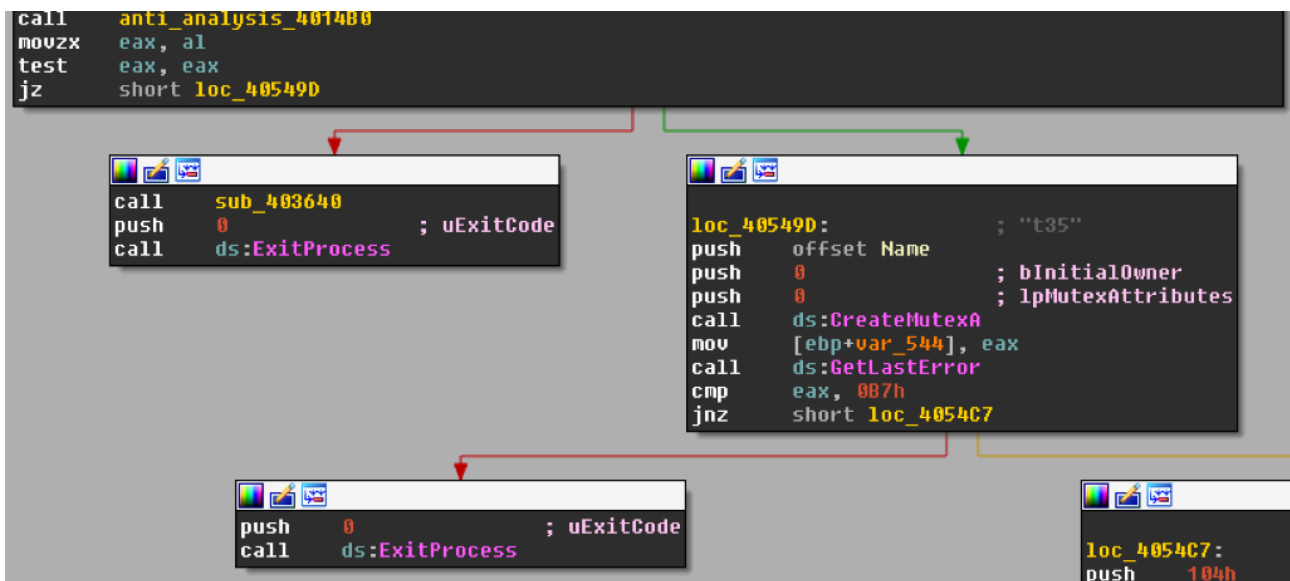 call anti_analysis_4014B0
movzx eax, al
test eax, eax
jz short loc_40549D
call sub_403640
push 0 ; uExitCode
call ds:ExitProcess
loc_40549D: ; "t35"
push offset Name
push 0 ; bInitialOwner
push 0 ; lpMutexAttributes
call ds:CreateMutexA
mov [ebp+var_544], eax
call ds:GetLastError
cmp eax, 0B7h
jnz short loc_4054C7
push 0 ; uExitCode
call ds:ExitProcess
loc_4054C7:
push 104h